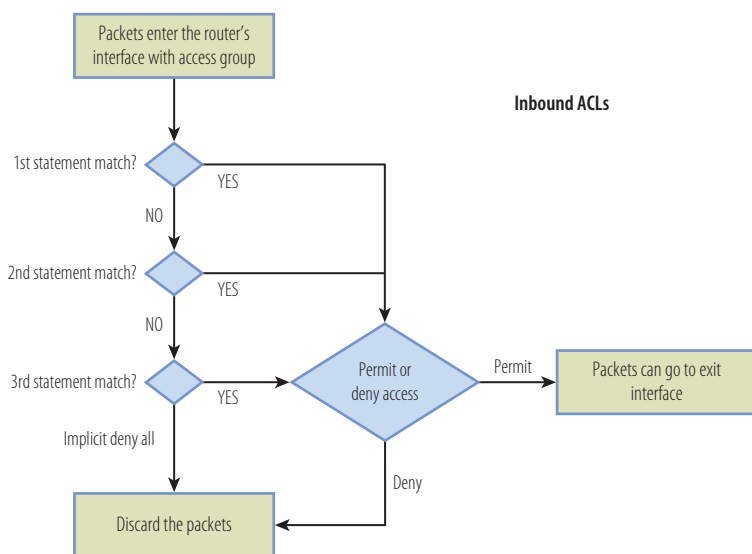 Packets enter the router's
interface with access group
Inbound ACLs
1st statement match?
YES
NO
2nd statement match?
YES
NO
3rd statement match?
YES
Permit or
deny access
Permit
Packets can go to exit
interface
Implicit deny all
Deny
Discard the packets